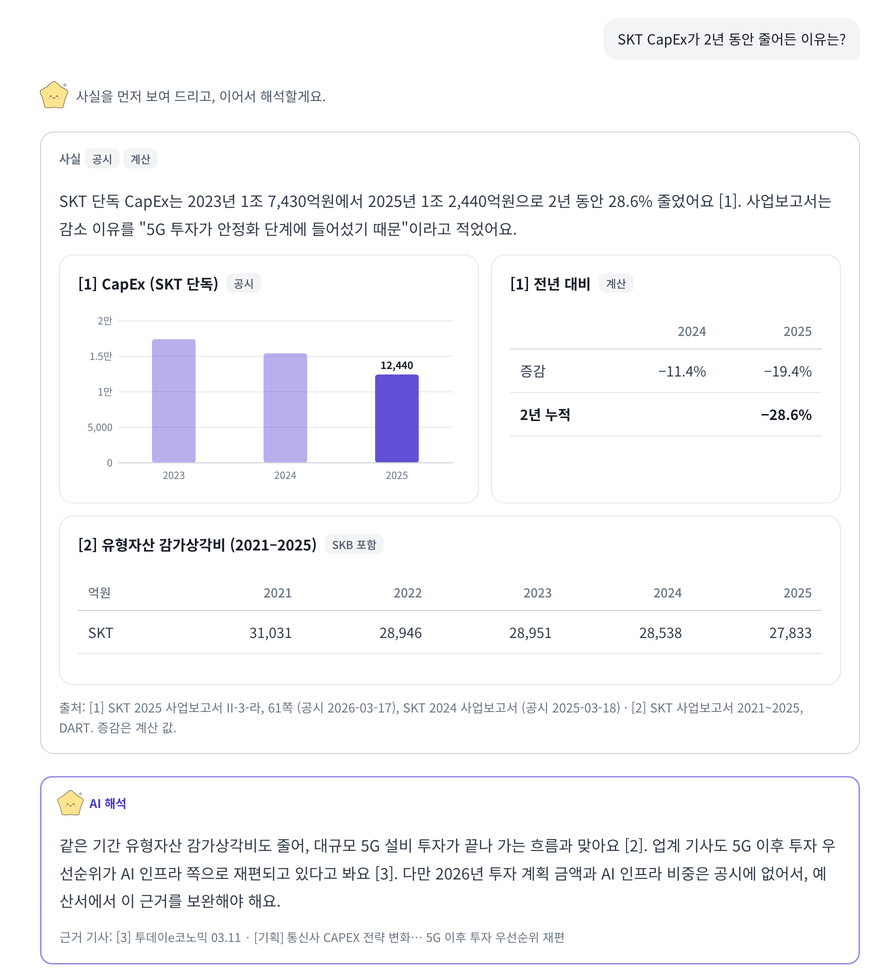 SKT CapEx가 2년 동안 줄어든 이유는?
사실을 먼저 보여 드리고, 이어서 해석할게요.
사실 공시 계산
SKT 단독 CapEx는 2023년 1조 7,430억원에서 2025년 1조 2,440억원으로 2년 동안 28.6% 줄었어요 [1]. 사업보고서는
감소 이유를 "5G 투자가 안정화 단계에 들어섰기 때문"이라고 적었어요.
[1] CapEx (SKT 단독) 공시
2만
1.5만
1만
5,000
0
12,440
2023 2024 2025
[1] 전년 대비 계산
2024 2025
증감 −11.4% −19.4%
2년 누적 −28.6%
[2] 유형자산 감가상각비 (2021–2025) SKB 포함
억원 2021 2022 2023 2024 2025
SKT 31,031 28,946 28,951 28,538 27,833
출처: [1] SKT 2025 사업보고서 II-3-라, 61쪽 (공시 2026-03-17), SKT 2024 사업보고서 (공시 2025-03-18) · [2] SKT 사업보고서 2021~2025,
DART. 증감은 계산 값.
AI 해석
같은 기간 유형자산 감가상각비도 줄어, 대규모 5G 설비 투자가 끝나 가는 흐름과 맞아요 [2]. 업계 기사도 5G 이후 투자 우
선순위가 AI 인프라 쪽으로 재편되고 있다고 봐요 [3]. 다만 2026년 투자 계획 금액과 AI 인프라 비중은 공시에 없어서, 예
산서에서 이 근거를 보완해야 해요.
근거 기사: [3] 투데이e코노믹 03.11 · [기획] 통신사 CAPEX 전략 변화… 5G 이후 투자 우선순위 재편